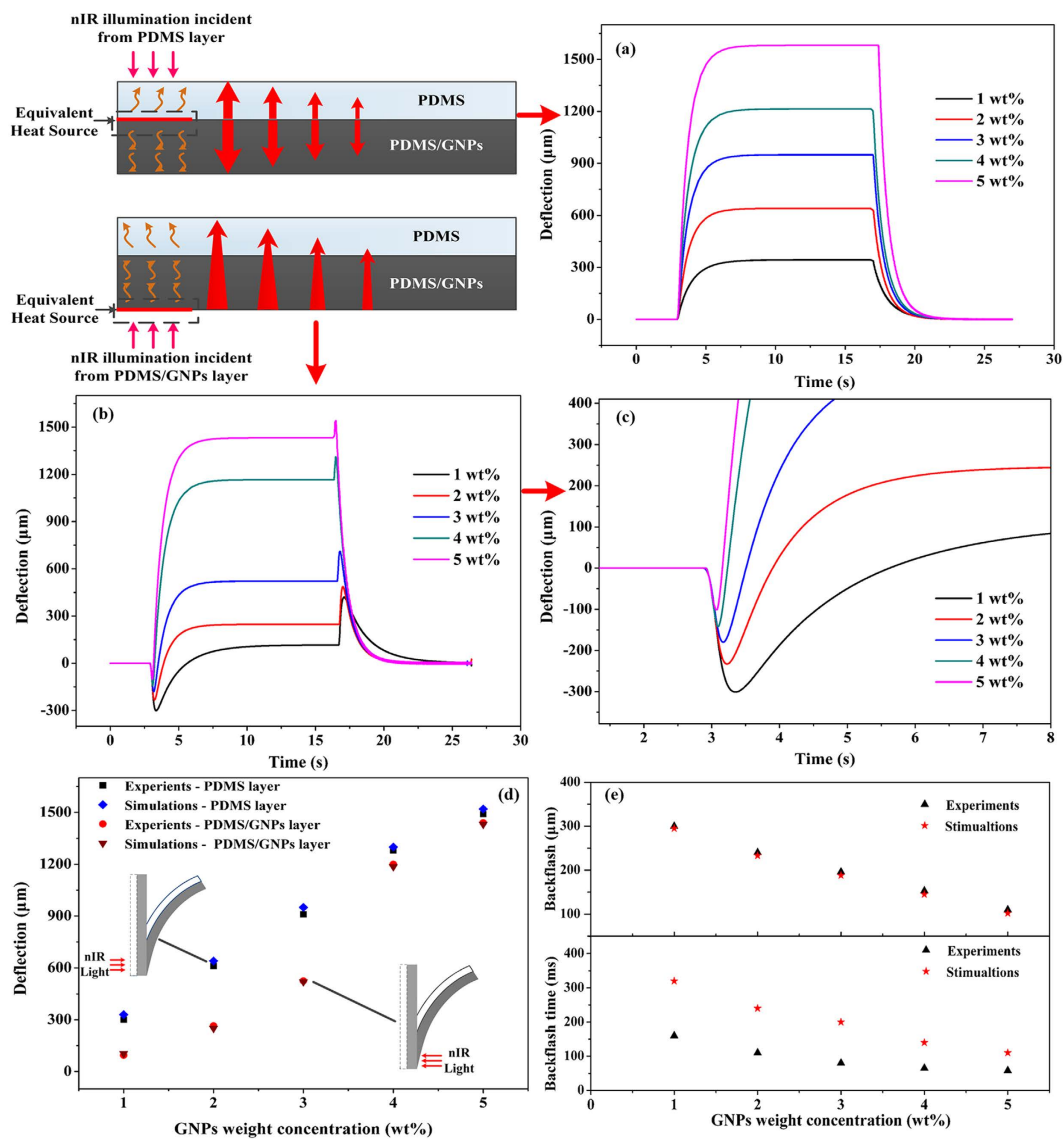 nIR illumination incident
from PDMS layer
PDMS
Equivalent
Heat Source
PDMS/GNPs
PDMS
PDMS/GNPs
Equivalent
Heat Source
nIR illumination incident
from PDMS/GNPs layer
(a)
1 wt%
2 wt%
3 wt%
4 wt%
5 wt%
Deflection (μm)
1500
1200
900
600
300
0
0 5 10 15 20 25 30
Time (s)
(b)
1 wt%
2 wt%
3 wt%
4 wt%
5 wt%
Deflection (μm)
1500
1200
900
600
300
0
-300
0 5 10 15 20 25 30
Time (s)
(c)
1 wt%
2 wt%
3 wt%
4 wt%
5 wt%
Deflection (μm)
400
300
200
100
0
-100
-200
-300
2 3 4 5 6 7 8
Time (s)
(d)
Experients - PDMS layer
Simulations - PDMS layer
Experients - PDMS/GNPs layer
Simulations - PDMS/GNPs layer
nIR
Light
nIR
Light
Deflection (μm)
1500
1200
900
600
300
0
1 2 3 4 5
GNPs weight concentration (wt%)
(e)
Experiments
Stimualtions
Backflash (μm)
400
300
200
100
Experiments
Stimualtions
Backflash time (ms)
400
300
200
100
0
0 1 2 3 4 5
GNPs weight concentration (wt%)